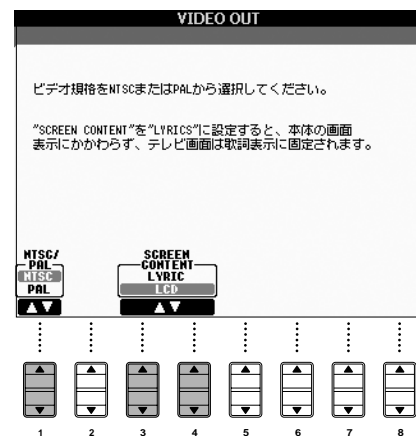 VIDEO OUT
ビデオ規格をNTSCまたはPALから選択してください。
"SCREEN CONTENT"を"LYRICS"に設定すると、本体の画面
表示にかかわらず、テレビ画面は歌詞表示に固定されます。
NTSC/
PAL
NTSC
PAL
SCREEN
CONTENT
LYRIC
LCD
1 2 3 4 5 6 7 8